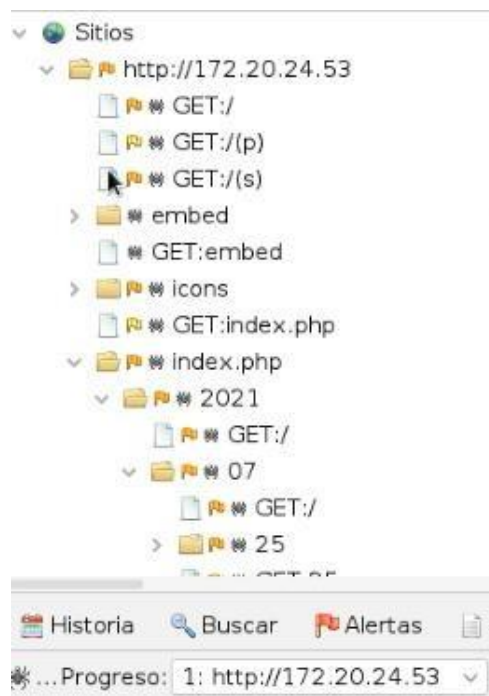 Sitios
http://172.20.24.53
GET:/
GET:/(p)
GET:/(s)
embed
GET:embed
icons
GET:index.php
index.php
2021
GET:/
07
GET:/
25
Historia Buscar Alertas
...Progreso: 1: http://172.20.24.53